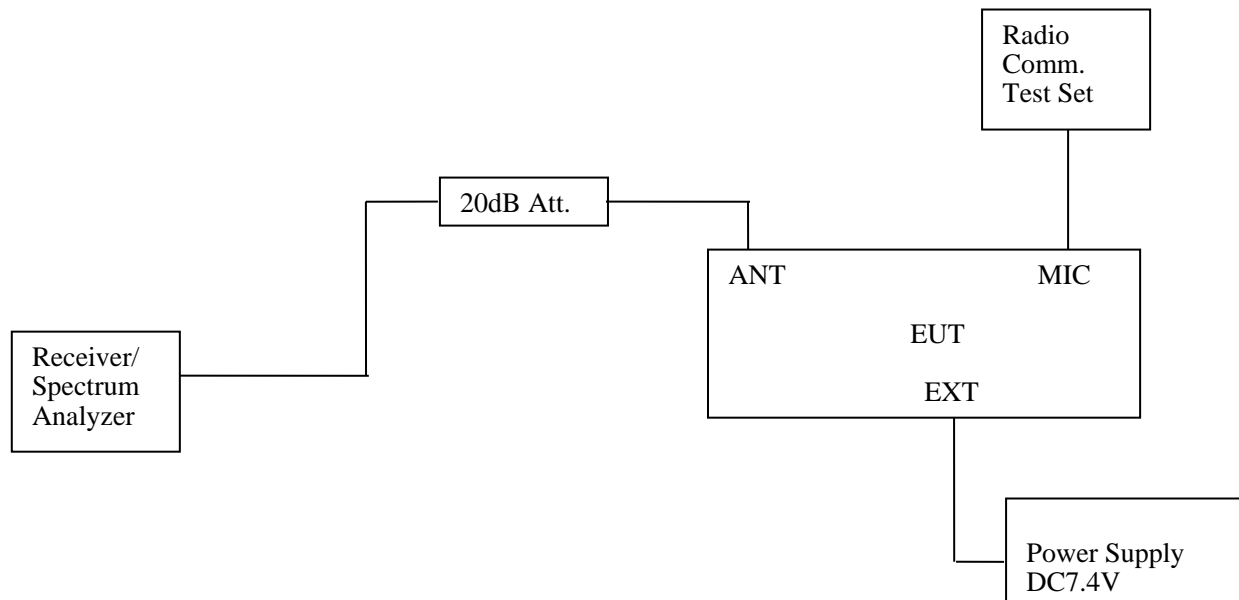 Radio
Comm.
Test Set
20dB Att.
ANT
MIC
EUT
EXT
Receiver/
Spectrum
Analyzer
Power Supply
DC7.4V